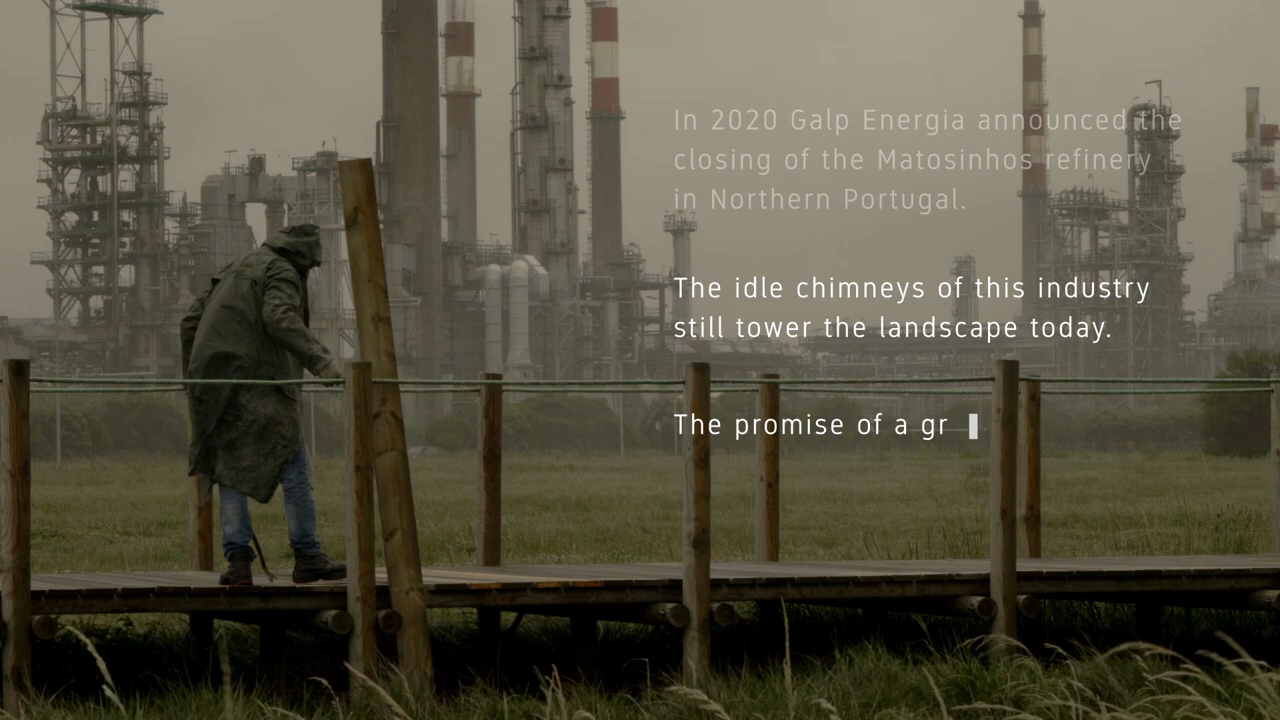 In 2020 Galp Energia announced the
closing of the Matosinhos refinery
in Northern Portugal.
The idle chimneys of this industry
still tower the landscape today.
The promise of a gr